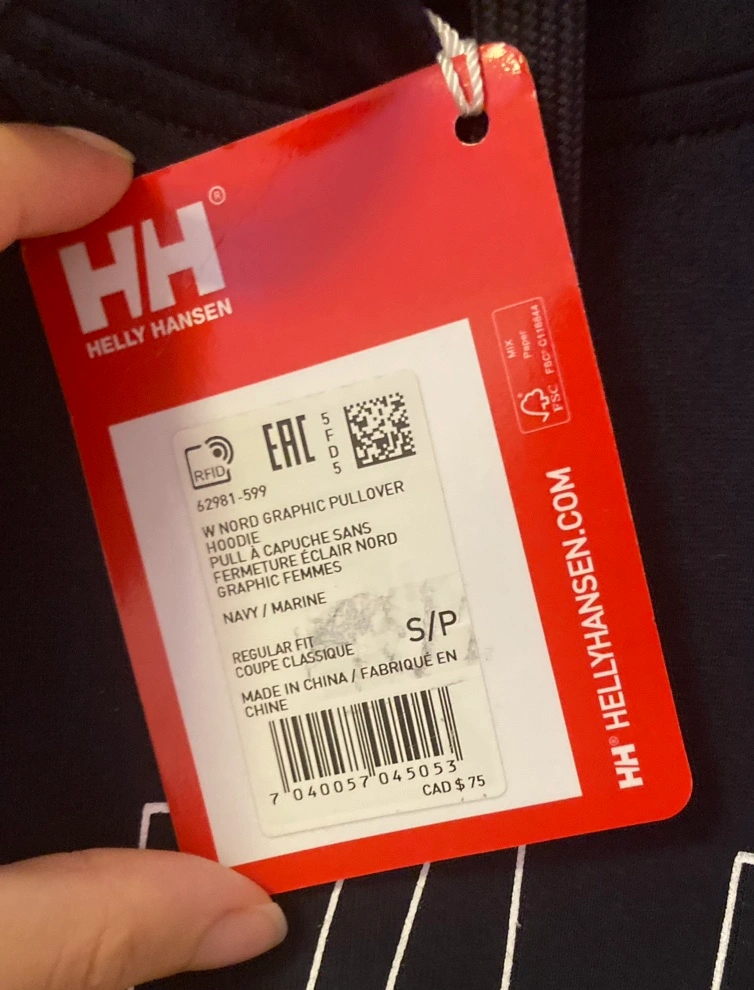 HH®
HELLY HANSEN
MIX
Paper
FSC
FSC® C118844
RFID
EAC
5
F
D
5
62981-599
W NORD GRAPHIC PULLOVER
HOODIE
PULL À CAPUCHE SANS
FERMETURE ÉCLAIR NORD
GRAPHIC FEMMES
NAVY / MARINE
REGULAR FIT
COUPE CLASSIQUE
S/P
MADE IN CHINA / FABRIQUÉ EN
CHINE
7 040057 045053
CAD $ 75
HH® HELLYHANSEN.COM